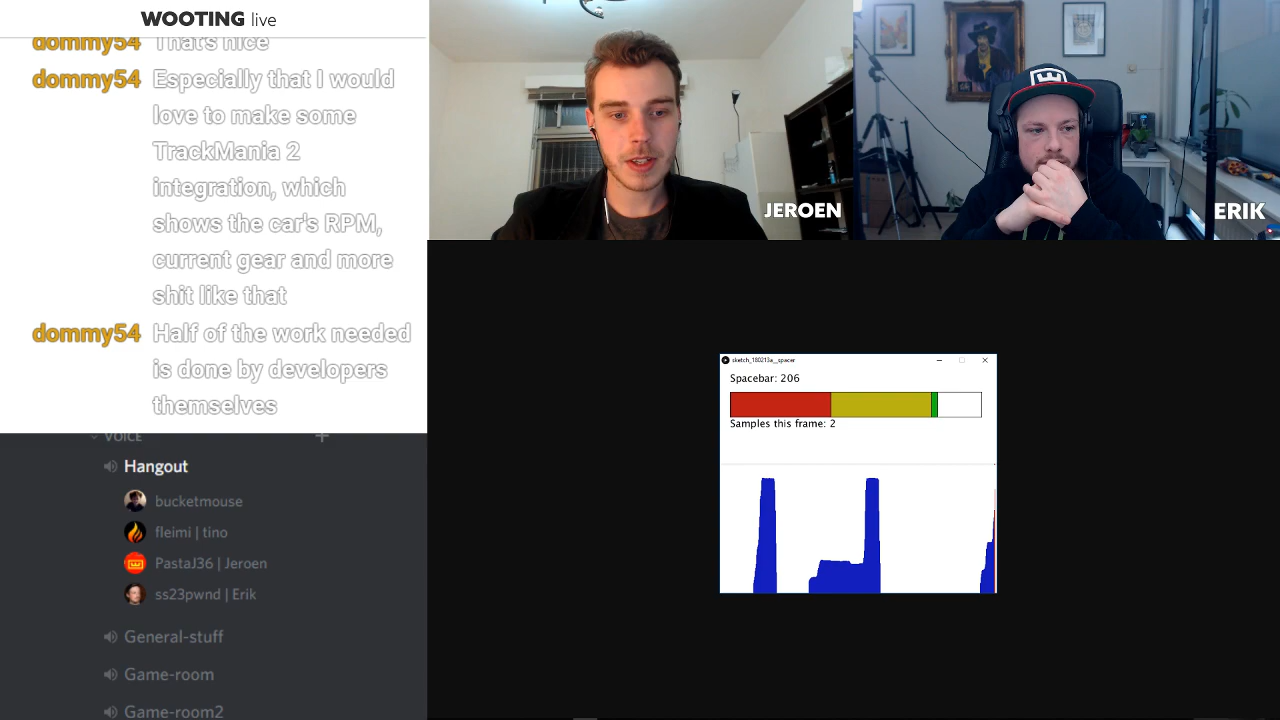 WOOTING live
dommy54 That's nice
dommy54 Especially that I would
love to make some
TrackMania 2
integration, which
shows the car's RPM,
current gear and more
shit like that
dommy54 Half of the work needed
is done by developers
themselves
VOICE
Hangout
bucketmouse
fleimi | tino
PastaJ36 | Jeroen
ss23pwnd | Erik
General-stuff
Game-room
Game-room2
JEROEN
ERIK
sketch_180213a_spacer
Spacebar: 206
Samples this frame: 2